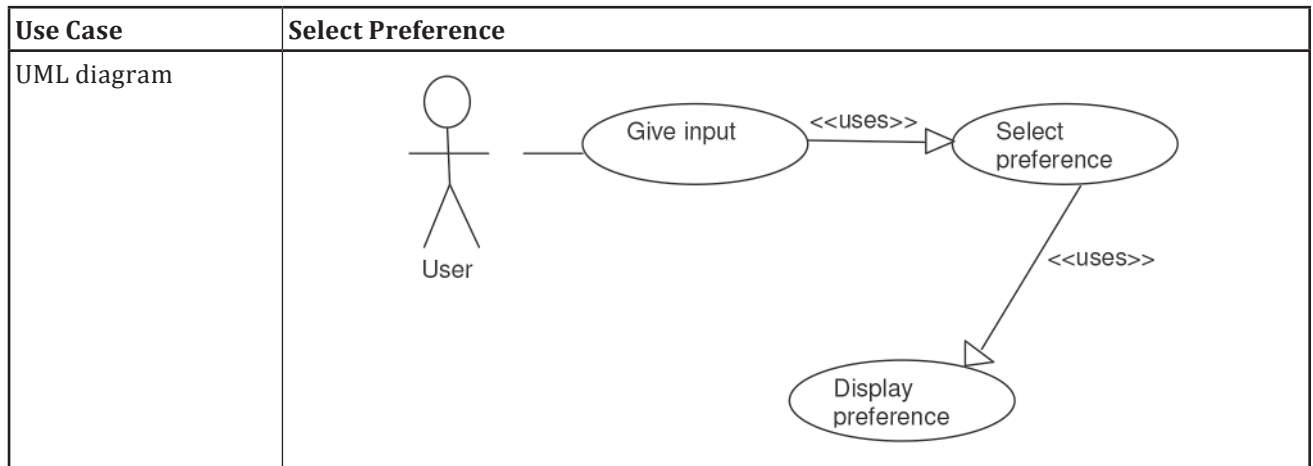 Use Case
Select Preference
UML diagram
Give input
<<uses>>
Select
preference
User
<<uses>>
Display
preference